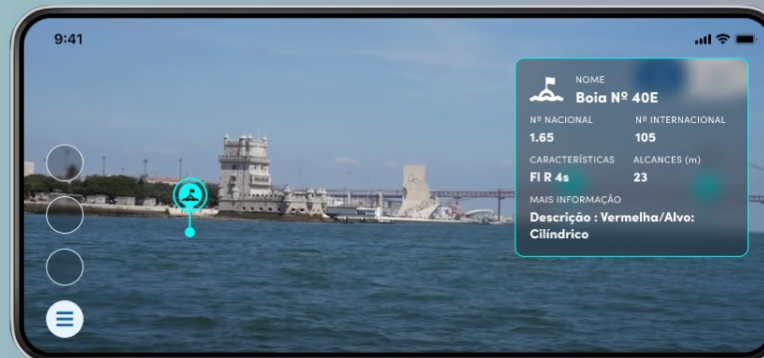 9:41
NOME
Boia Nº 40E
Nº NACIONAL
Nº INTERNACIONAL
1.65
105
CARACTERÍSTICAS
ALCANCES (m)
Fl R 4s
23
MAIS INFORMAÇÃO
Descrição : Vermelha/Alvo:
Cilíndrico